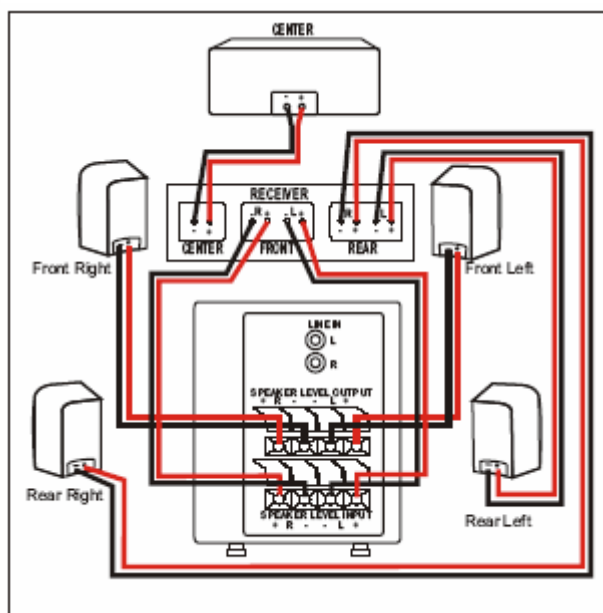 CENTER
- +
RECEIVER
R L R L
- + - + - + - + - +
CENTER FRONT REAR
Front Right
Front Left
LINE IN
L
R
SPEAKER LEVEL OUTPUT
+ R - - L +
SPEAKER LEVEL INPUT
+ R - - L +
Rear Right
Rear Left